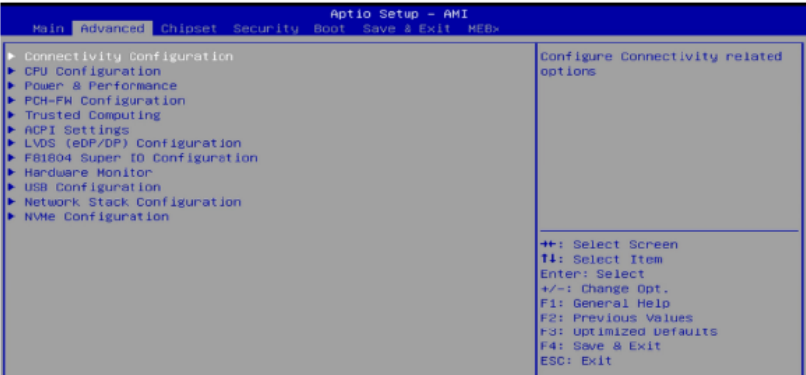 Aptio Setup - AMI
Main Advanced Chipset Security Boot Save & Exit MEBx
▶ Connectivity Configuration
▶ CPU Configuration
▶ Power & Performance
▶ PCH-FW Configuration
▶ Trusted Computing
▶ ACPI Settings
▶ LVDS (eDP/DP) Configuration
▶ F81804 Super IO Configuration
▶ Hardware Monitor
▶ USB Configuration
▶ Network Stack Configuration
▶ NVMe Configuration
Configure Connectivity related
options
→←: Select Screen
↑↓: Select Item
Enter: Select
+/-: Change Opt.
F1: General Help
F2: Previous Values
F3: Optimized Defaults
F4: Save & Exit
ESC: Exit